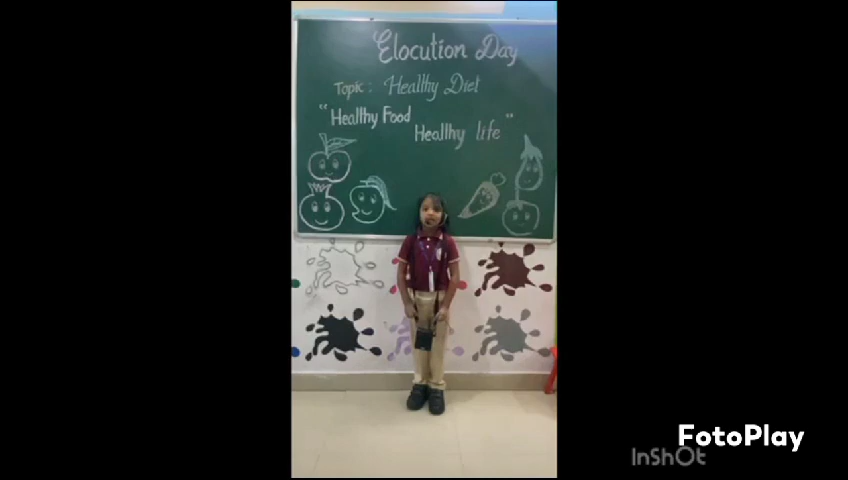 Elocution Day
Topic : Healthy Diet
"Healthy Food
Healthy life"
FotoPlay
InShOt